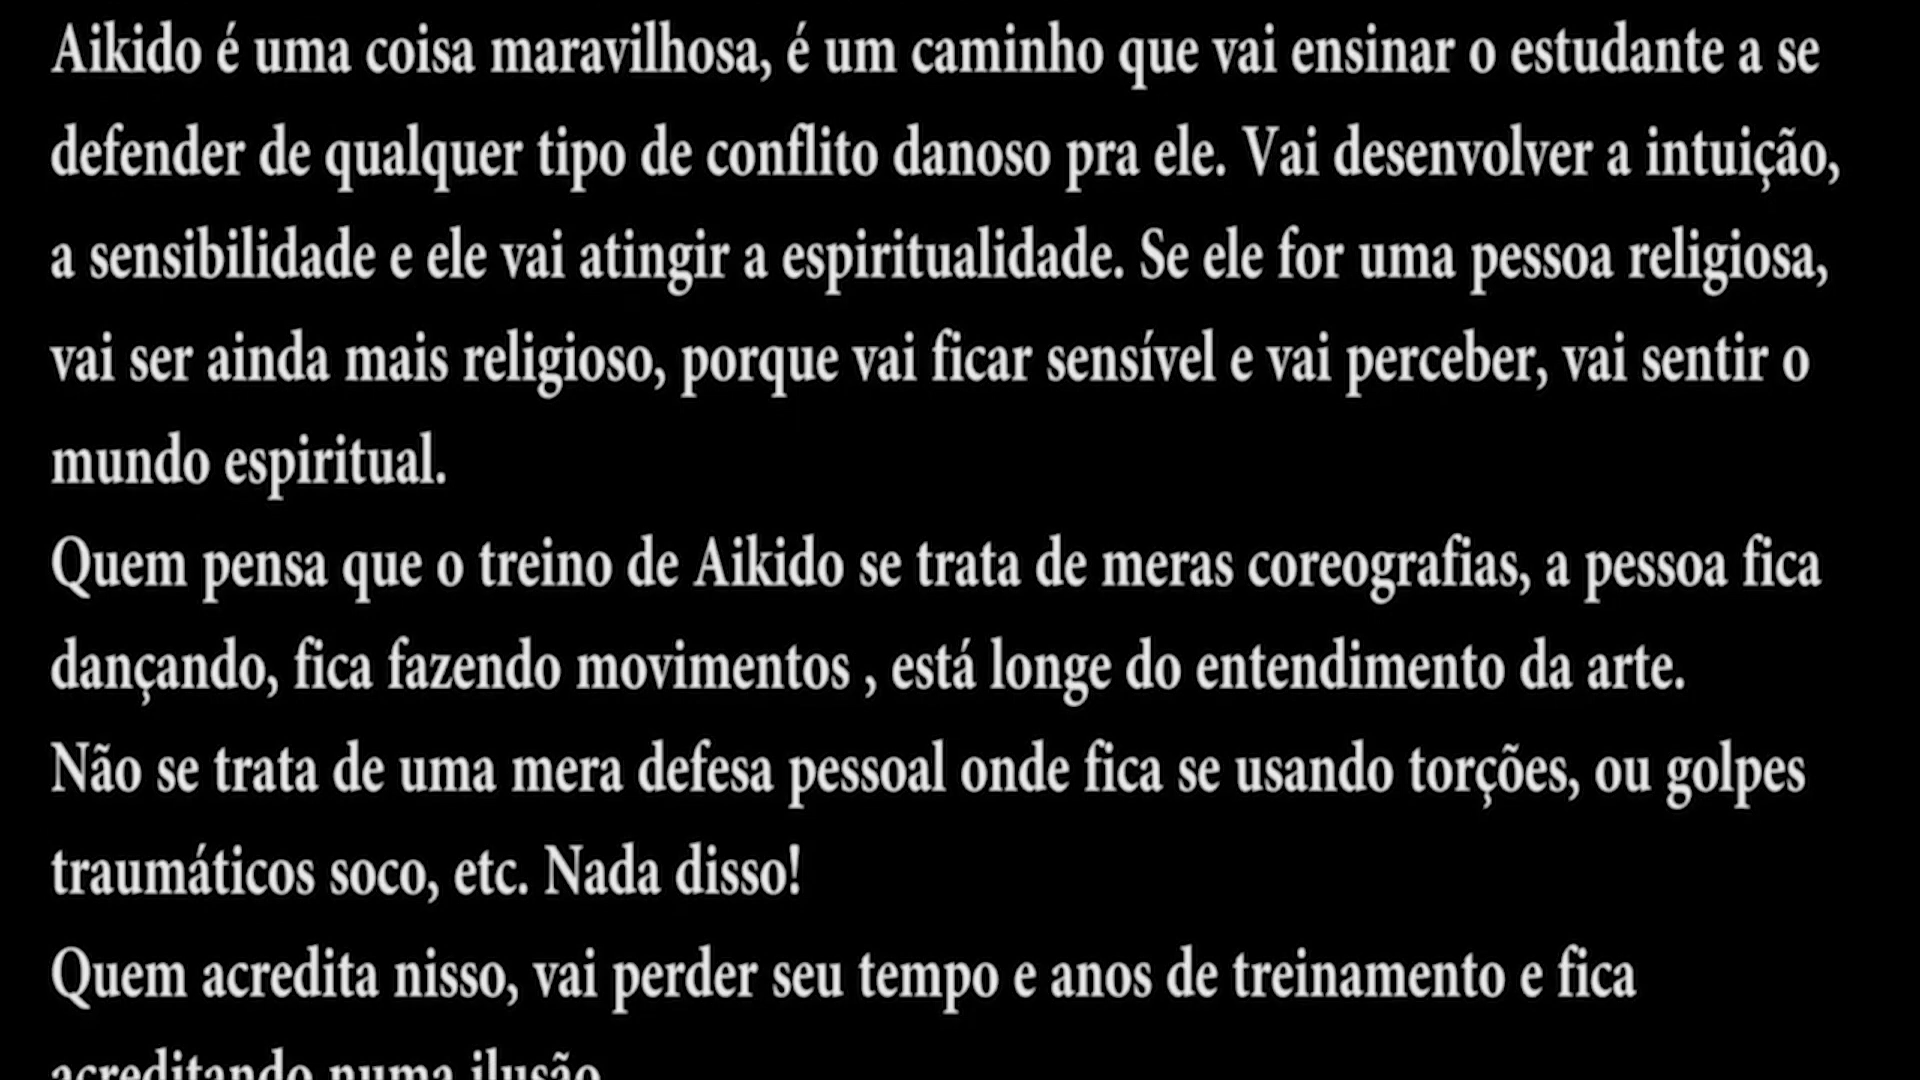 Aikido é uma coisa maravilhosa, é um caminho que vai ensinar o estudante a se
defender de qualquer tipo de conflito danoso pra ele. Vai desenvolver a intuição,
a sensibilidade e ele vai atingir a espiritualidade. Se ele for uma pessoa religiosa,
vai ser ainda mais religioso, porque vai ficar sensível e vai perceber, vai sentir o
mundo espiritual.
Quem pensa que o treino de Aikido se trata de meras coreografias, a pessoa fica
dançando, fica fazendo movimentos , está longe do entendimento da arte.
Não se trata de uma mera defesa pessoal onde fica se usando torções, ou golpes
traumáticos soco, etc. Nada disso!
Quem acredita nisso, vai perder seu tempo e anos de treinamento e fica
acreditando numa ilusão